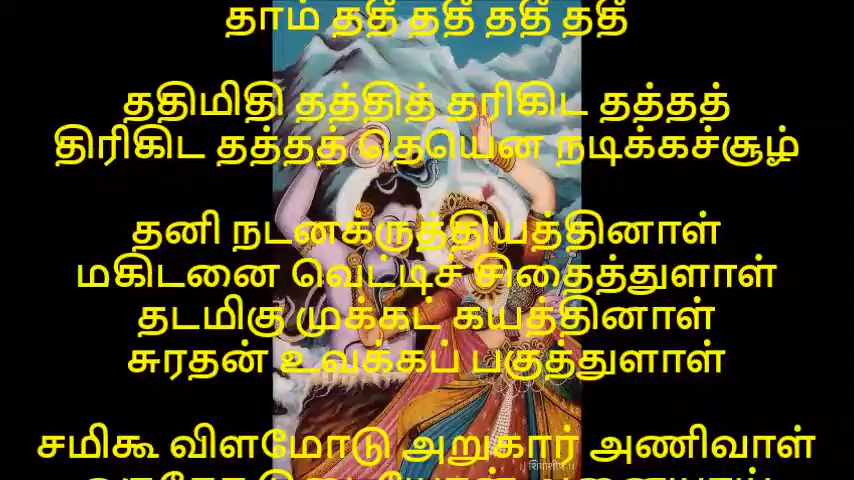 தாம் ததீ ததீ ததீ ததீ
ததிமிதி தத்தித் தரிகிட தத்தத்
திரிகிட தத்தத் தெயென நடிக்கச்சூழ்
தனி நடனக்ருத்தியத்தினாள்
மகிடனை வெட்டிச் சிதைத்துளாள்
தடமிகு முக்கட் கயத்தினாள்
சுரதன் உவக்கப் பகுத்துளாள்
சமிகூ விளமோடு அறுகார் அணிவாள்